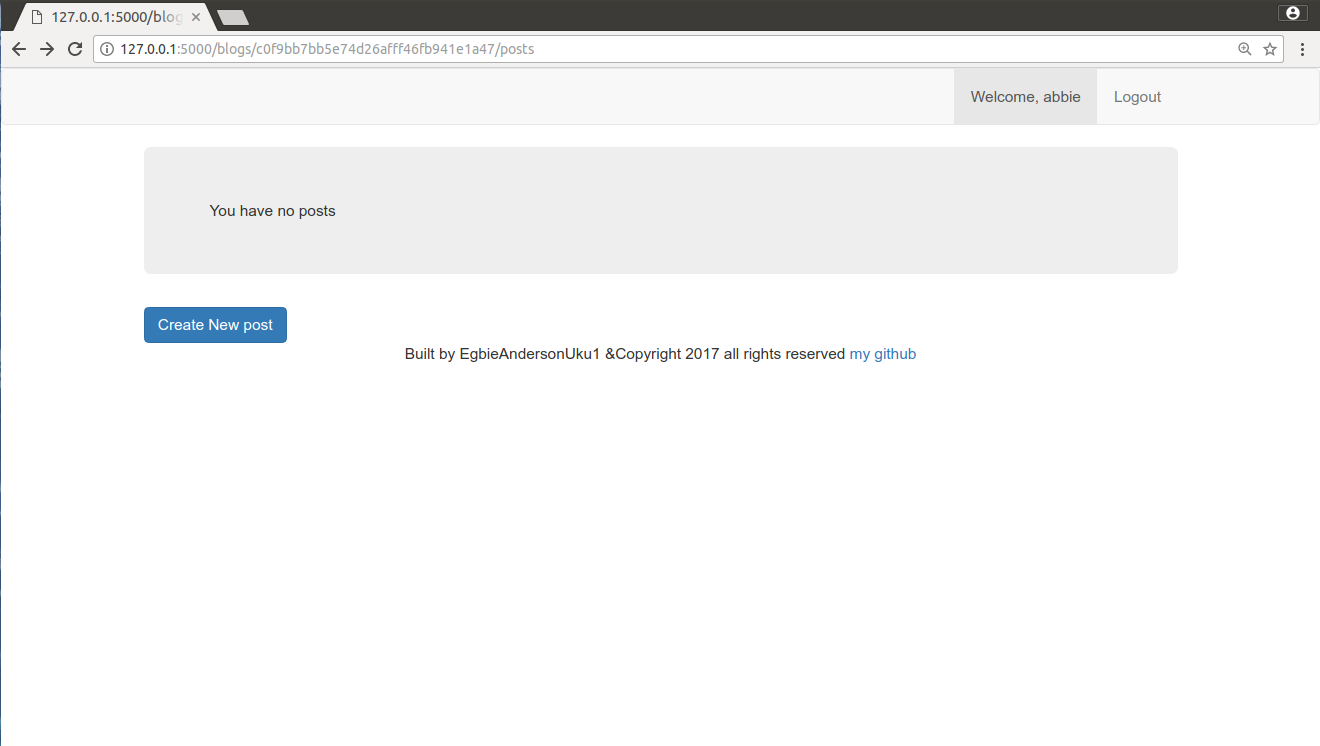 127.0.0.1:5000/blog
127.0.0.1:5000/blogs/c0f9bb7bb5e74d26afff46fb941e1a47/posts
Welcome, abbie Logout
You have no posts
Create New post
Built by EgbieAndersonUku1 &Copyright 2017 all rights reserved my github